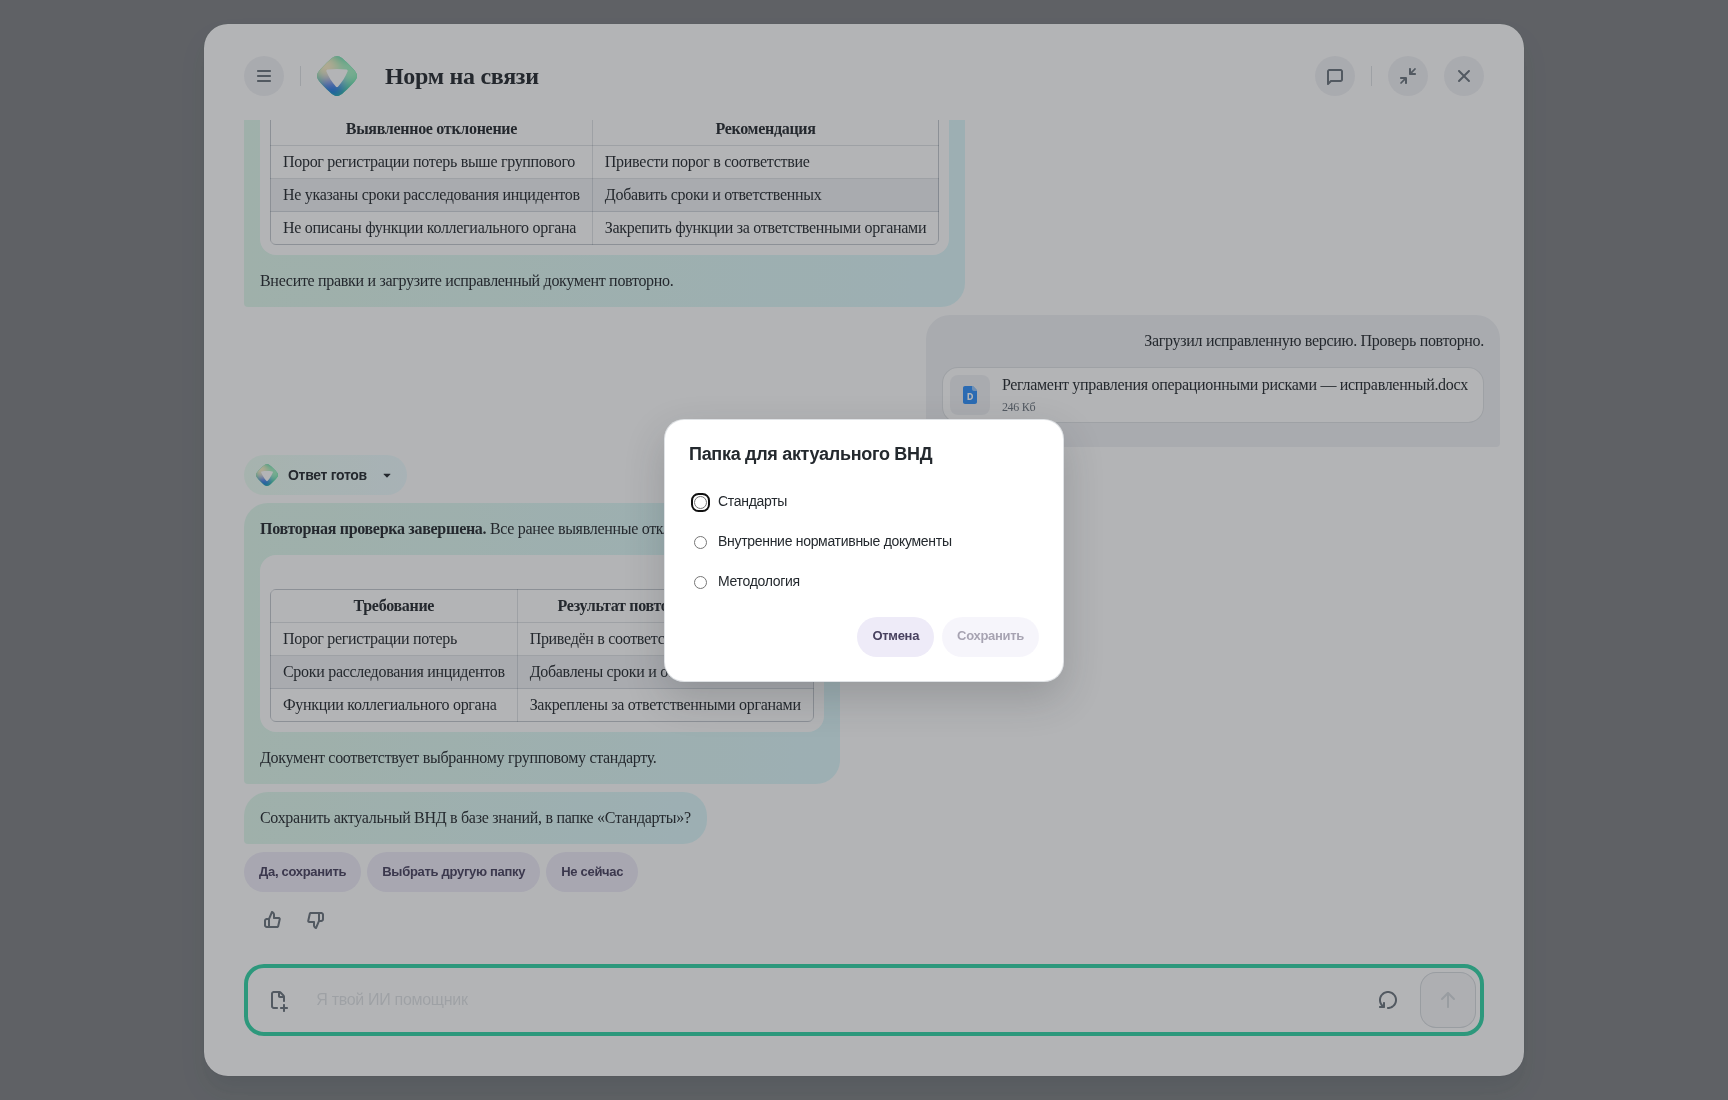 Норм на связи
Выявленное отклонение Рекомендация
Порог регистрации потерь выше группового Привести порог в соответствие
Не указаны сроки расследования инцидентов Добавить сроки и ответственных
Не описаны функции коллегиального органа Закрепить функции за ответственными органами
Внесите правки и загрузите исправленный документ повторно.
Загрузил исправленную версию. Проверь повторно.
Регламент управления операционными рисками — исправленный.docx
246 Кб
Ответ готов
Повторная проверка завершена. Все ранее выявленные
Требование Результат
Порог регистрации потерь Приведён в
Сроки расследования инцидентов Добавлены сроки и
Функции коллегиального органа Закреплены за ответственными органами
Документ соответствует выбранному групповому стандарту.
Сохранить актуальный ВНД в базе знаний, в папке «Стандарты»?
Да, сохранить Выбрать другую папку Не сейчас
Я твой ИИ помощник
Папка для актуального ВНД
Стандарты
Внутренние нормативные документы
Методология
Отмена Сохранить